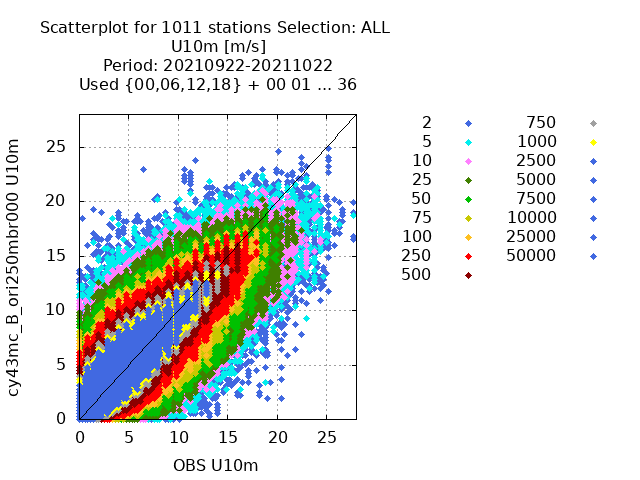 Scatterplot for 1011 stations Selection: ALL
U10m [m/s]
Period: 20210922-20211022
Used {00,06,12,18} + 00 01 ... 36
cy43mc_B_ori250mbr000 U10m
25
20
15
10
5
0
0 5 10 15 20 25
OBS U10m
2 750
5 1000
10 2500
25 5000
50 7500
75 10000
100 25000
250 50000
500